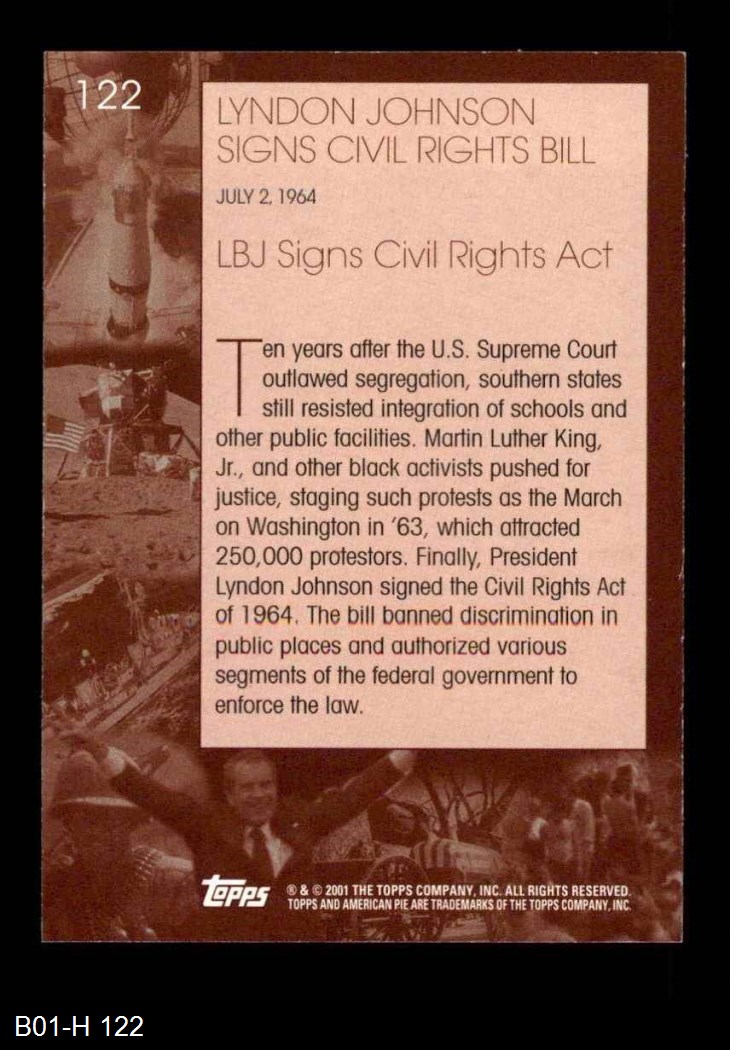 122
LYNDON JOHNSON
SIGNS CIVIL RIGHTS BILL
JULY 2, 1964
LBJ Signs Civil Rights Act
Ten years after the U.S. Supreme Court
outlawed segregation, southern states
still resisted integration of schools and
other public facilities. Martin Luther King,
Jr., and other black activists pushed for
justice, staging such protests as the March
on Washington in ’63, which attracted
250,000 protestors. Finally, President
Lyndon Johnson signed the Civil Rights Act
of 1964. The bill banned discrimination in
public places and authorized various
segments of the federal government to
enforce the law.
TOPPS
® & © 2001 THE TOPPS COMPANY, INC. ALL RIGHTS RESERVED.
TOPPS AND AMERICAN PIE ARE TRADEMARKS OF THE TOPPS COMPANY, INC.
B01-H 122